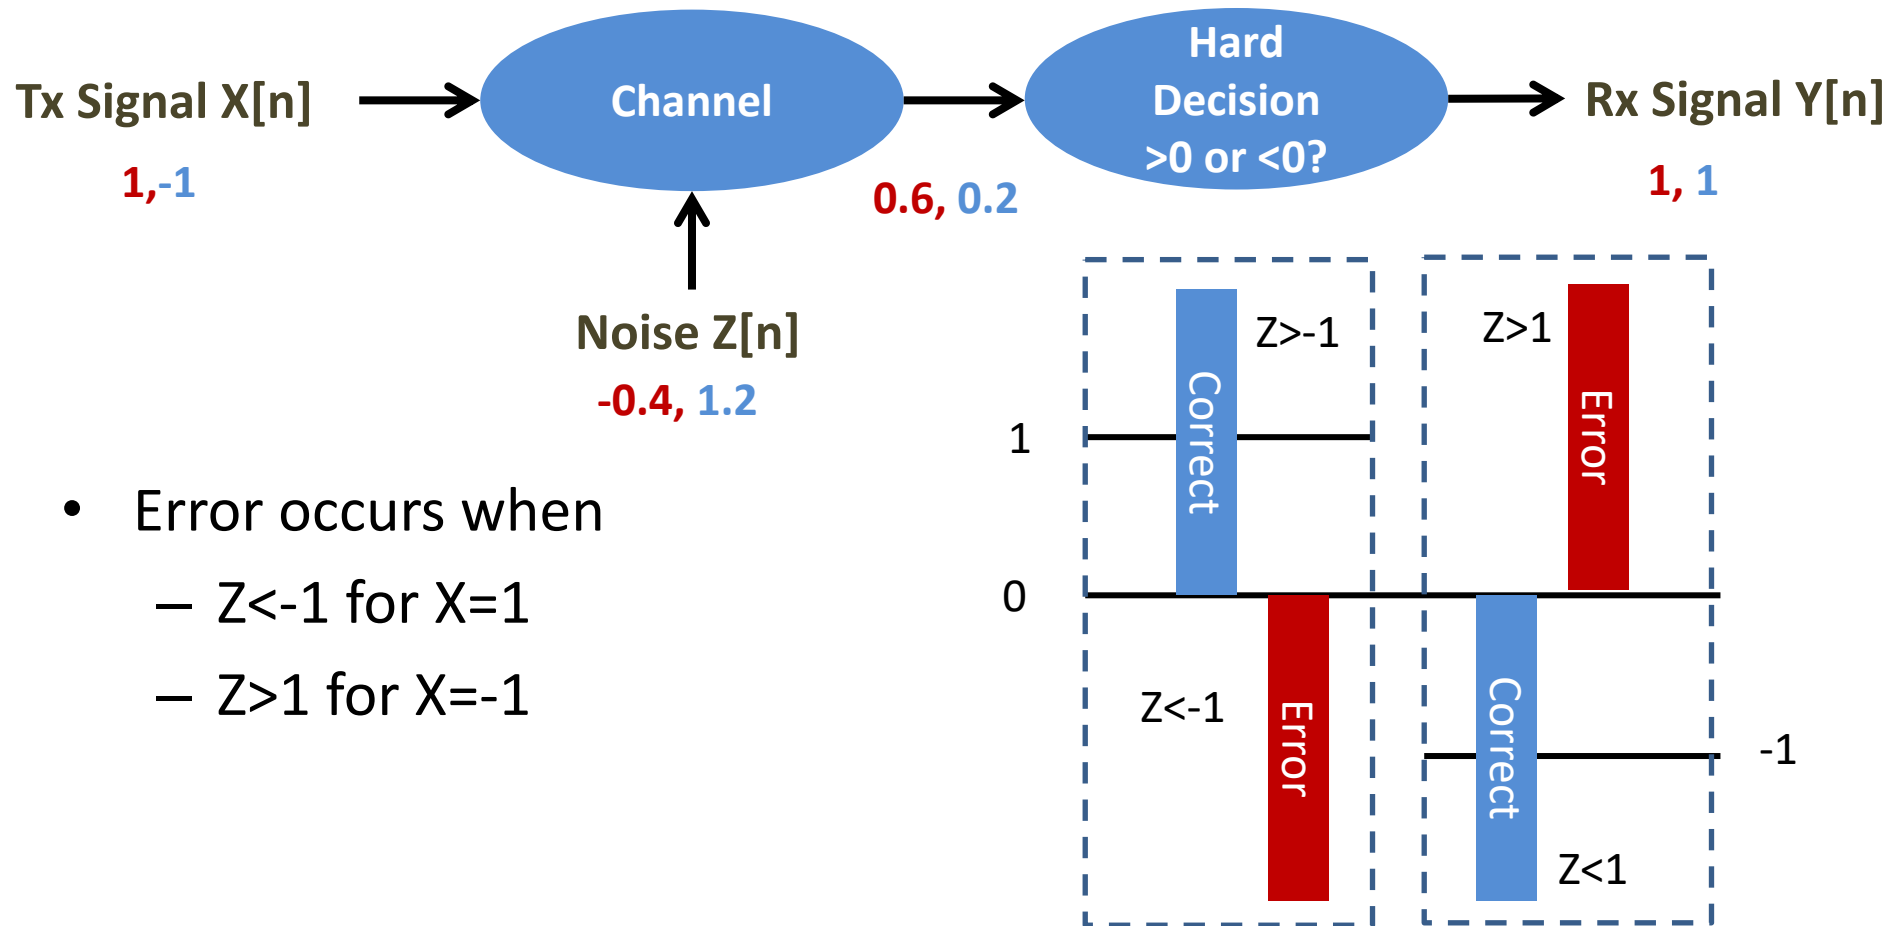 Tx Signal X[n]
Channel
Hard
Decision
>0 or <0?
Rx Signal Y[n]
1,-1
0.6, 0.2
1, 1
Noise Z[n]
-0.4, 1.2
• Error occurs when
– Z<-1 for X=1
– Z>1 for X=-1
Z>-1
Correct
1
0
Z<-1
Error
Z>1
Error
Correct
-1
Z<1